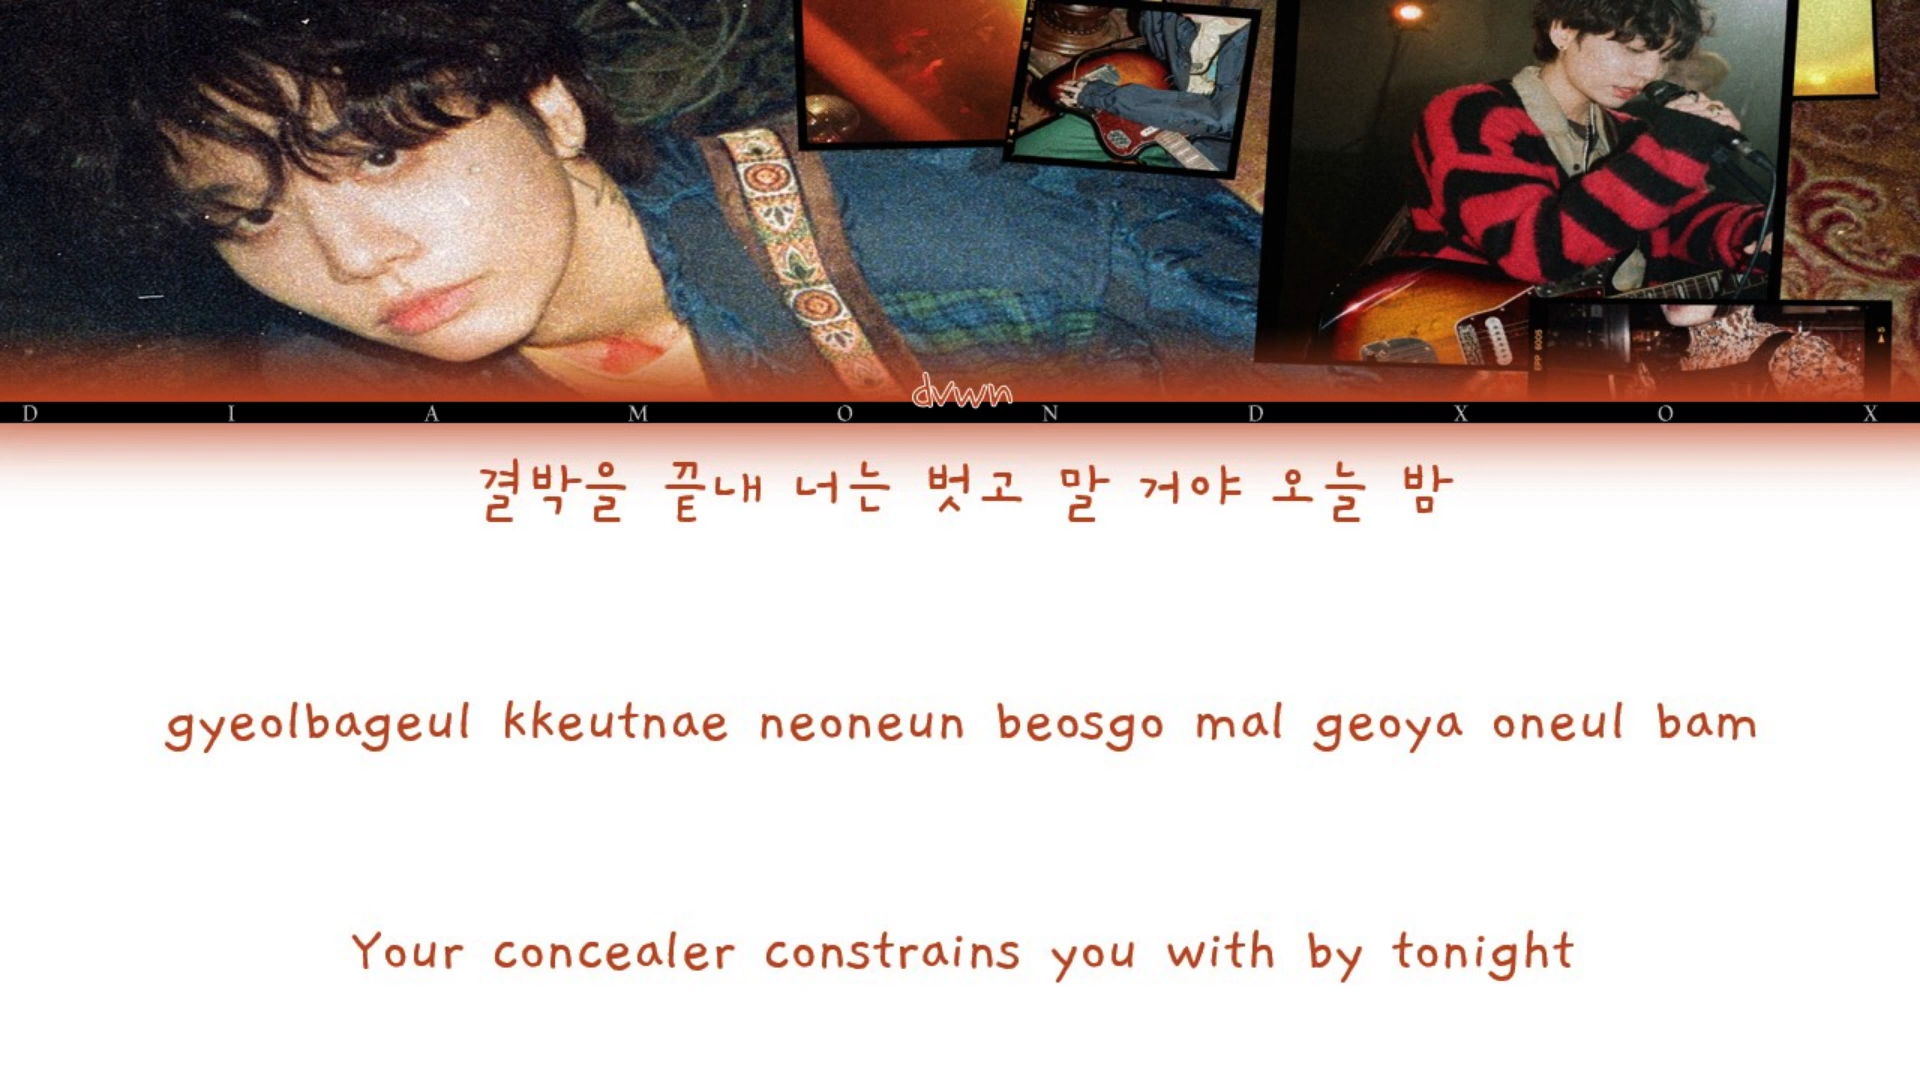 dvwn
D I A M O N D X O X
결박을 끝내 너는 벗고 말 거야 오늘 밤
gyeolbageul kkeutnae neoneun beosgo mal geoya oneul bam
Your concealer constrains you with by tonight